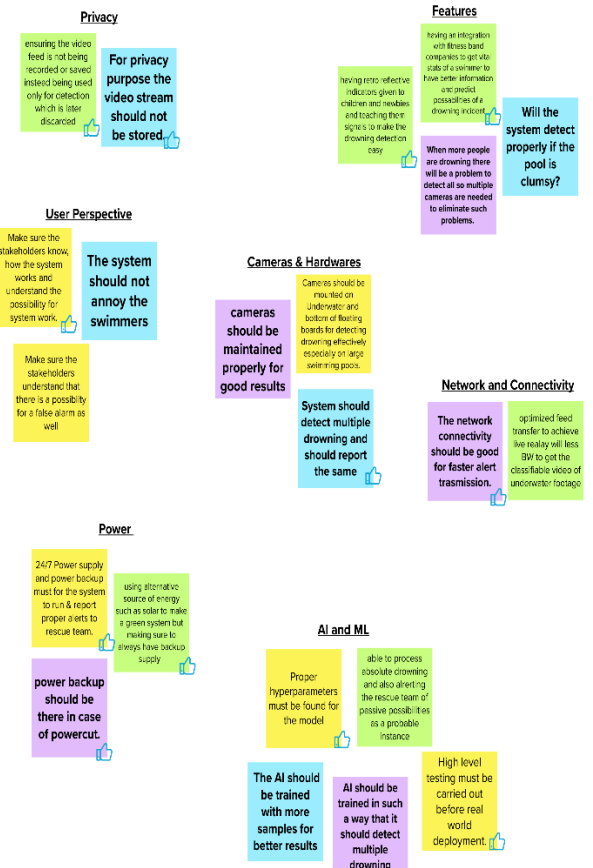 Privacy
ensuring the video
feed is not being
recorded or saved
instead being used
only for detection
which is later
discarded
For privacy
purpose the
video stream
should not
be stored.
Features
having an integration
with fitness band
companies to get vital
stats of a swimmer to
have better information
and predict
possabilities of a
drowning incident
having retro reflective
indicators given to
children and newbies
and teaching them
signals to make the
drowning detection
easy
When more people
are drowning there
will be a problem to
detect all so multiple
cameras are needed
to eliminate such
problems.
Will the
system detect
properly if the
pool is
clumsy?
User Perspective
Make sure the
stakeholders know,
how the system
works and
understand the
possibility for
system work.
The system
should not
annoy the
swimmers
Make sure the
stakeholders
understand that
there is a possiblity
for a false alarm as
well
Cameras & Hardwares
cameras
should be
maintained
properly for
good results
Cameras should be
mounted on
Underwater and
bottom of floating
boards for detecting
drowning effectively
especially on large
swimming pools.
System should
detect multiple
drowning and
should report
the same
Network and Connectivity
The network
connectivity
should be good
for faster alert
trasmission.
optimized feed
transfer to achieve
live realay will less
BW to get the
classifiable video of
underwater footage
Power
24/7 Power supply
and power backup
must for the system
to run & report
proper alerts to
rescue team.
using alternative
source of energy
such as solar to make
a green system but
making sure to
always have backup
supply
power backup
should be
there in case
of powercut.
AI and ML
Proper
hyperparameters
must be found for
the model
able to process
absolute drowning
and also alrerting
the rescue team of
passive possibilities
as a probable
instance
The AI should
be trained
with more
samples for
better results
AI should be
trained in such
a way that it
should detect
multiple
drowning
High level
testing must be
carried out
before real
world
deployment.